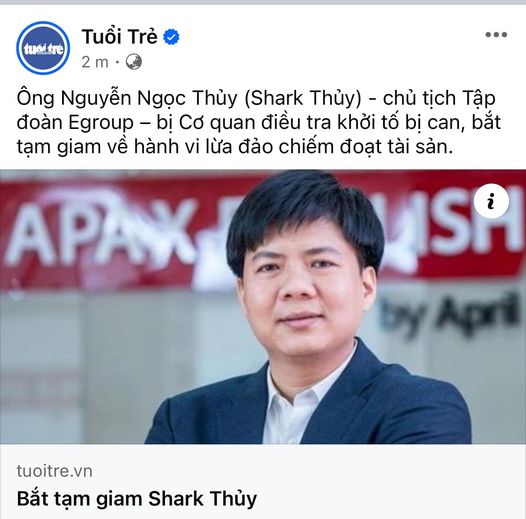 tuổi trẻ
Tuổi Trẻ
2 m ·
Ông Nguyễn Ngọc Thủy (Shark Thủy) - chủ tịch Tập
đoàn Egroup – bị Cơ quan điều tra khởi tố bị can, bắt
tạm giam về hành vi lừa đảo chiếm đoạt tài sản.
i
APAX LISH
by April
tuoitre.vn
Bắt tạm giam Shark Thủy